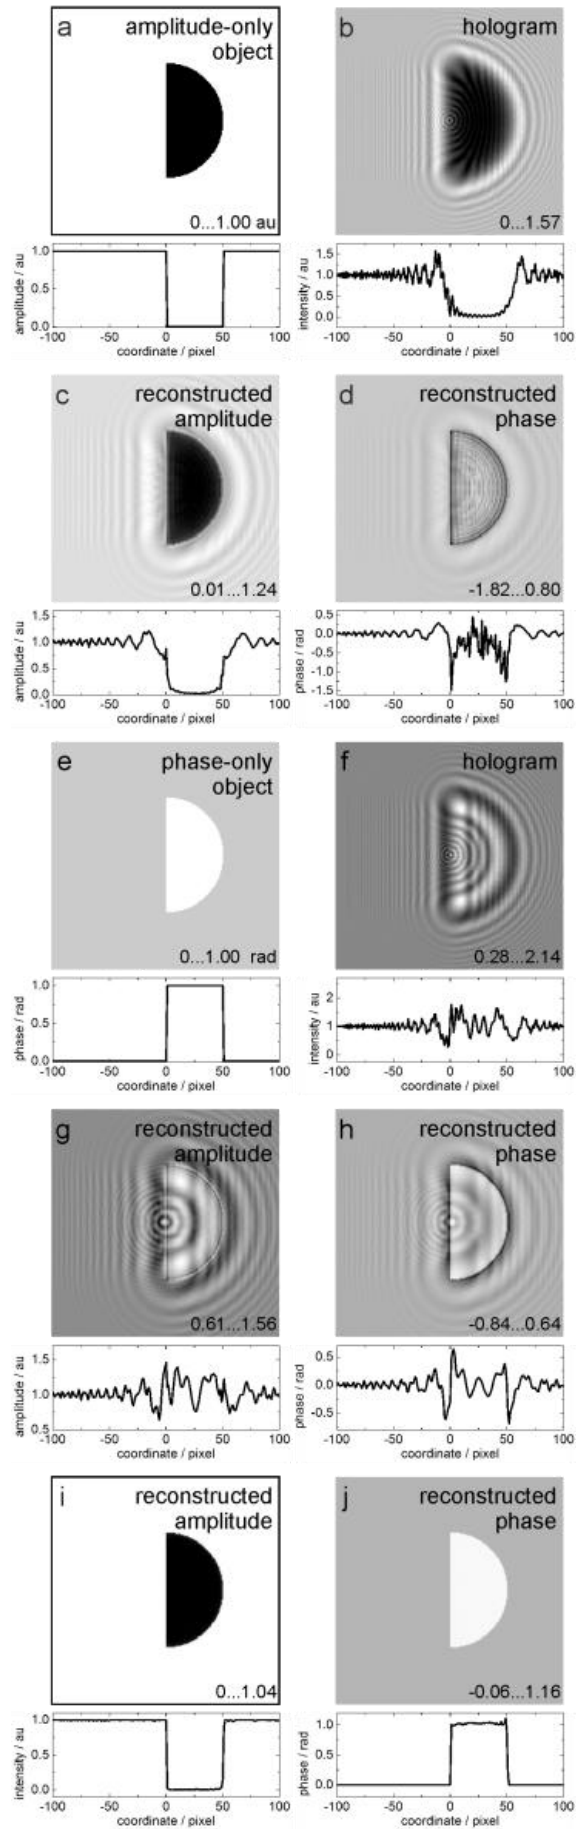 a amplitude-only
object
0...1.00 au
amplitude / au
1.0
0.5
0.0
-100 -50 0 50 100
coordinate / pixel
b hologram
0...1.57
intensity / au
1.5
1.0
0.5
0.0
-100 -50 0 50 100
coordinate / pixel
c reconstructed
amplitude
0.01...1.24
amplitude / au
1.5
1.0
0.5
0.0
-100 -50 0 50 100
coordinate / pixel
d reconstructed
phase
-1.82...0.80
phase / rad
0.5
0.0
-0.5
-1.0
-1.5
-100 -50 0 50 100
coordinate / pixel
e phase-only
object
0...1.00 rad
phase / rad
1.0
0.5
0.0
-100 -50 0 50 100
coordinate / pixel
f hologram
0.28...2.14
intensity / au
2
1
0
-100 -50 0 50 100
coordinate / pixel
g reconstructed
amplitude
0.61...1.56
amplitude / au
1.5
1.0
0.5
-100 -50 0 50 100
coordinate / pixel
h reconstructed
phase
-0.84...0.64
phase / rad
0.5
0.0
-0.5
-100 -50 0 50 100
coordinate / pixel
i reconstructed
amplitude
0...1.04
intensity / au
1.0
0.5
0.0
-100 -50 0 50 100
coordinate / pixel
j reconstructed
phase
-0.06...1.16
phase / rad
1.0
0.5
0.0
-100 -50 0 50 100
coordinate / pixel